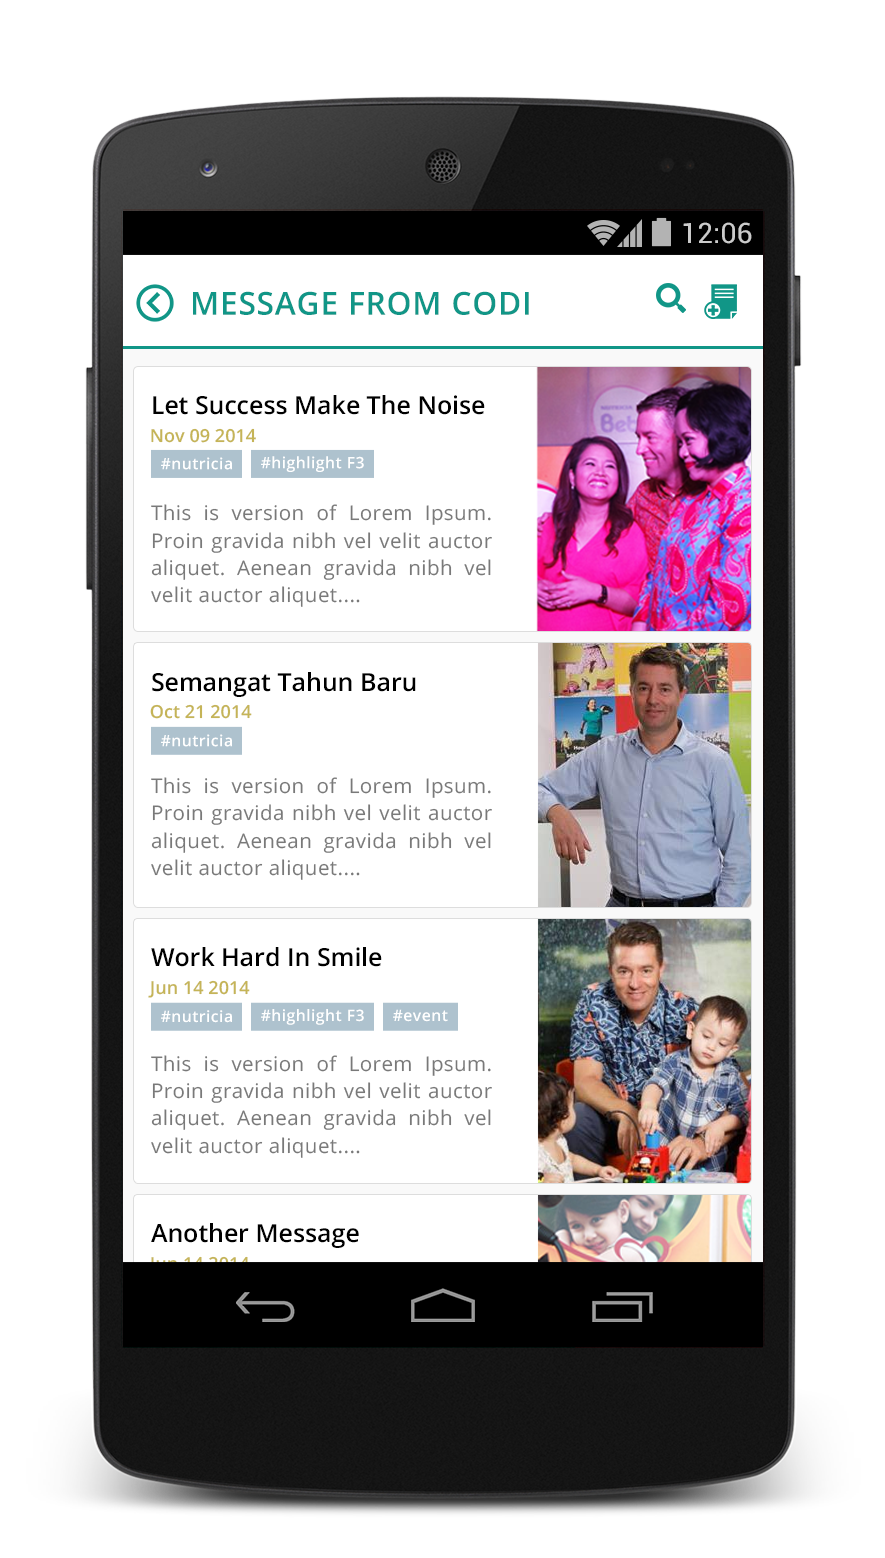 12:06
MESSAGE FROM CODI
Let Success Make The Noise
Nov 09 2014
#nutricia #highlight F3
This is version of Lorem Ipsum.
Proin gravida nibh vel velit auctor
aliquet. Aenean gravida nibh vel
velit auctor aliquet....
Semangat Tahun Baru
Oct 21 2014
#nutricia
This is version of Lorem Ipsum.
Proin gravida nibh vel velit auctor
aliquet. Aenean gravida nibh vel
velit auctor aliquet....
Work Hard In Smile
Jun 14 2014
#nutricia #highlight F3 #event
This is version of Lorem Ipsum.
Proin gravida nibh vel velit auctor
aliquet. Aenean gravida nibh vel
velit auctor aliquet....
Another Message
Jun 14 2014